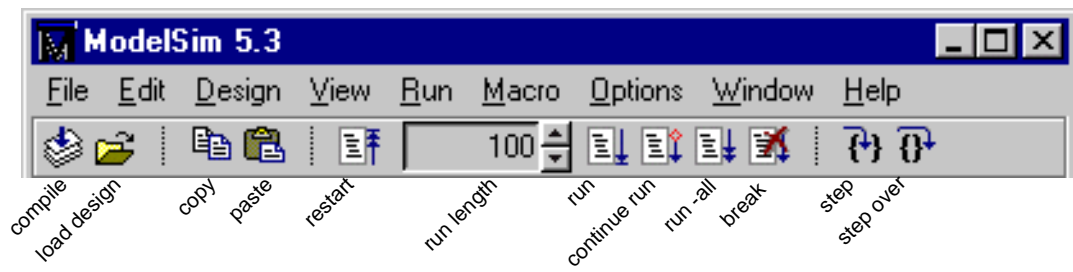 ModelSim 5.3
File Edit Design View Run Macro Options Window Help
100
compile load design copy paste restart run length run continue run run -all break step step over